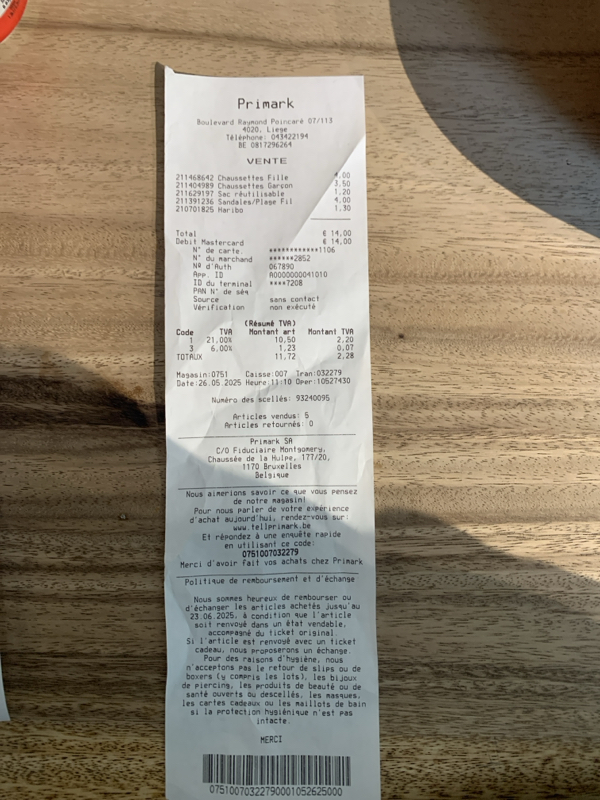 Primark
Boulevard Raymond Poincaré 07/113
4020, Liege
Téléphone: 043422194
BE 0817296264
VENTE
211468642 Chaussettes Fille 4,00
211404989 Chaussettes Garçon 3,50
211629197 Sac réutilisable 1,20
211391236 Sandales/Plage Fil 4,00
210701825 Haribo 1,30
Total € 14,00
Debit Mastercard € 14,00
N° de carte ************1106
N° du marchand ******2852
Nº d'Auth 067890
App. ID A0000000041010
ID du terminal ****7208
PAN N° de séq
Source sans contact
Vérification non exécuté
(Résumé TVA)
Code TVA Montant art Montant TVA
1 21,00% 10,50 2,20
3 6,00% 1,23 0,07
TOTAUX 11,72 2,28
Magasin:0751 Caisse:007 Tran:032279
Date:26.05.2025 Heure:11:10 Oper:10527430
Numéro des scellés: 93240095
Articles vendus: 5
Articles retournés: 0
Primark SA
C/O Fiduciaire Montgomery,
Chaussée de la Hulpe, 177/20,
1170 Bruxelles
Belgique
Nous aimerions savoir ce que vous pensez
de notre magasin!
Pour nous parler de votre expérience
d'achat aujourd'hui, rendez-vous sur:
www.tellprimark.be
Et répondez à une enquête rapide
en utilisant ce code:
0751007032279
Merci d'avoir fait vos achats chez Primark
Politique de remboursement et d'échange
Nous sommes heureux de rembourser ou
d'échanger les articles achetés jusqu'au
23.06.2025, à condition que l'article
soit renvoyé dans un état vendable,
accompagné du ticket original.
Si l'article est renvoyé avec un ticket
cadeau, nous proposerons un échange.
Pour des raisons d'hygiène, nous
n'acceptons pas le retour de slips ou de
boxers (y compris les lots), les bijoux
de piercing, les produits de beauté ou de
santé ouverts ou descellés, les masques,
les cartes cadeaux ou les maillots de bain
si la protection hygiénique n'est pas
intacte.
MERCI
07510070322790001052625000